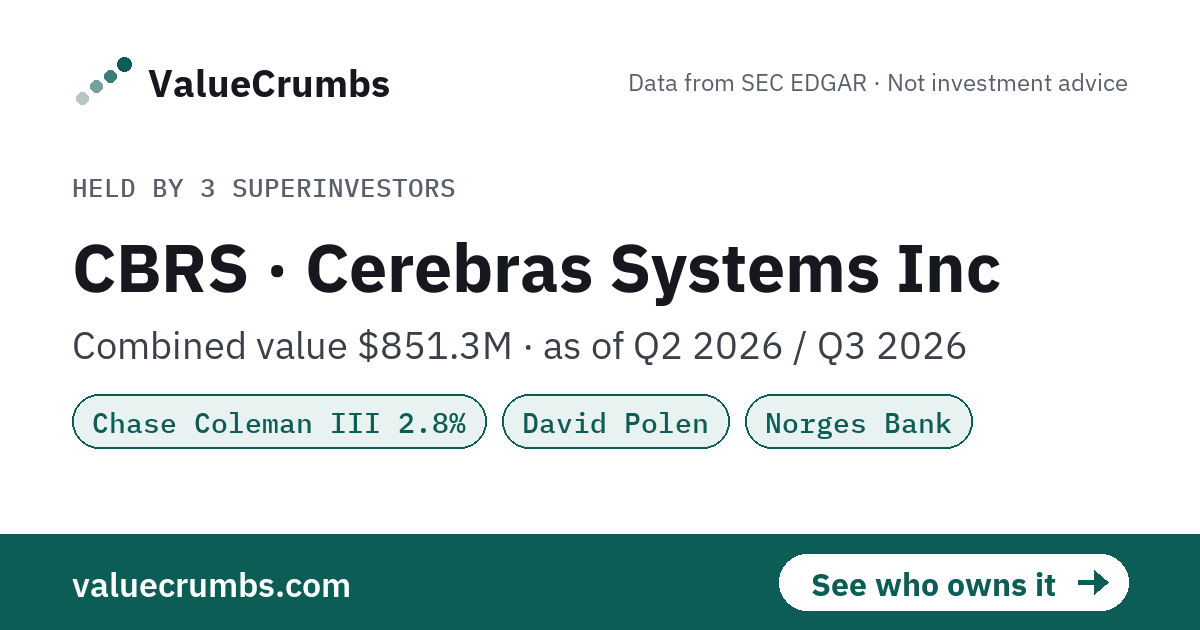 ValueCrumbs
Data from SEC EDGAR · Not investment advice
HELD BY 3 SUPERINVESTORS
CBRS · Cerebras Systems Inc
Combined value $851.3M · as of Q2 2026 / Q3 2026
Chase Coleman III 2.8%
David Polen
Norges Bank
valuecrumbs.com
See who owns it →